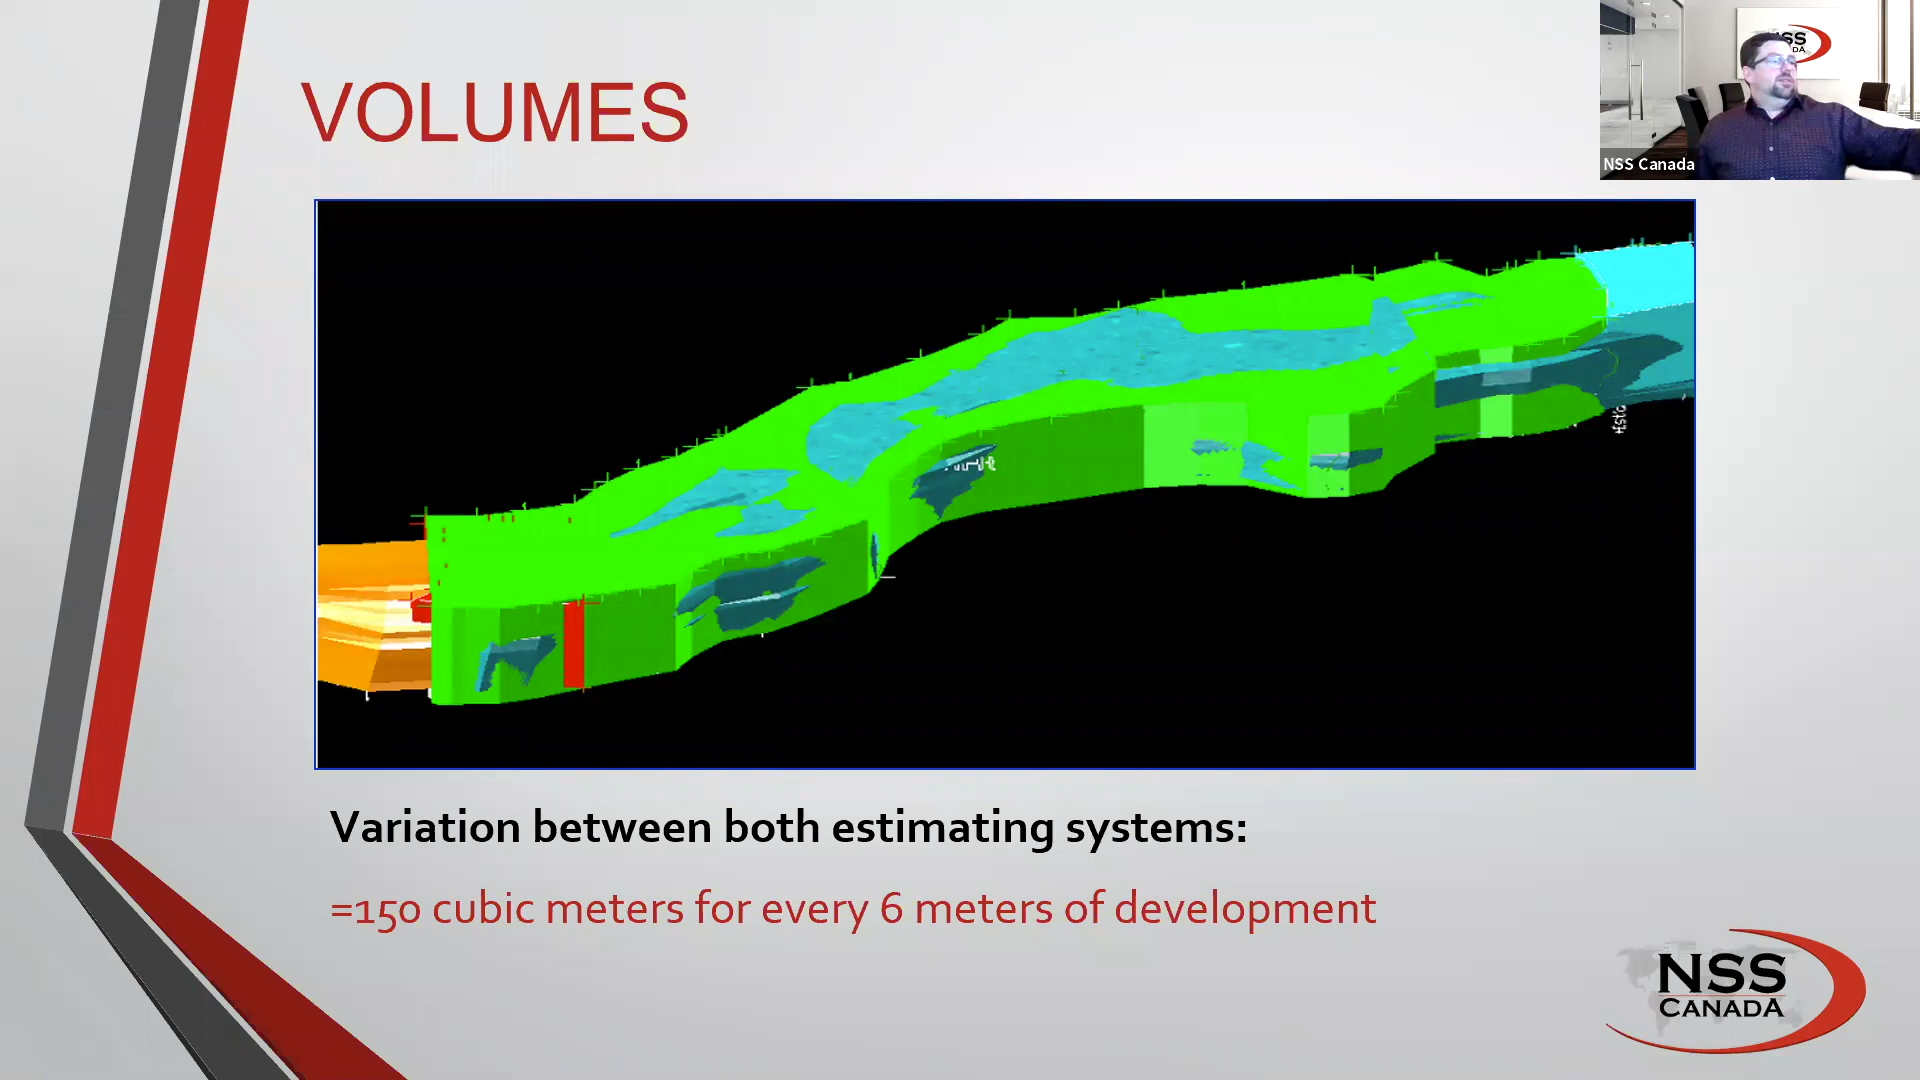 VOLUMES
NSS Canada
Variation between both estimating systems:
=150 cubic meters for every 6 meters of development
NSS
CANADA